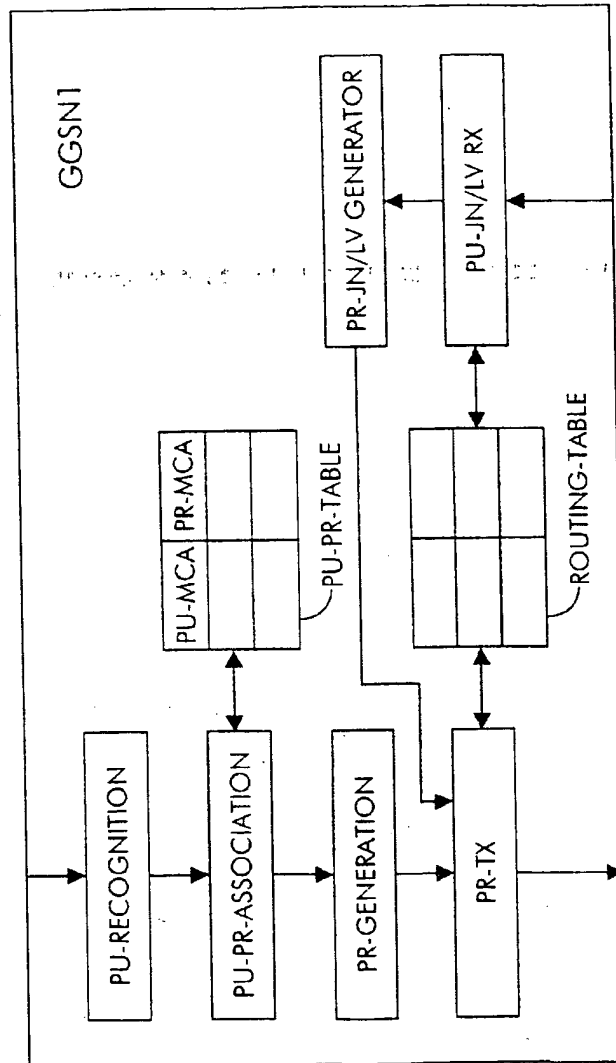 GGSN1
PU-RECOGNITION
PU-PR-ASSOCIATION
PU-MCA
PR-MCA
PU-PR-TABLE
PR-GENERATION
PR-JN/LV GENERATOR
PR-TX
ROUTING-TABLE
PU-JN/LV RX